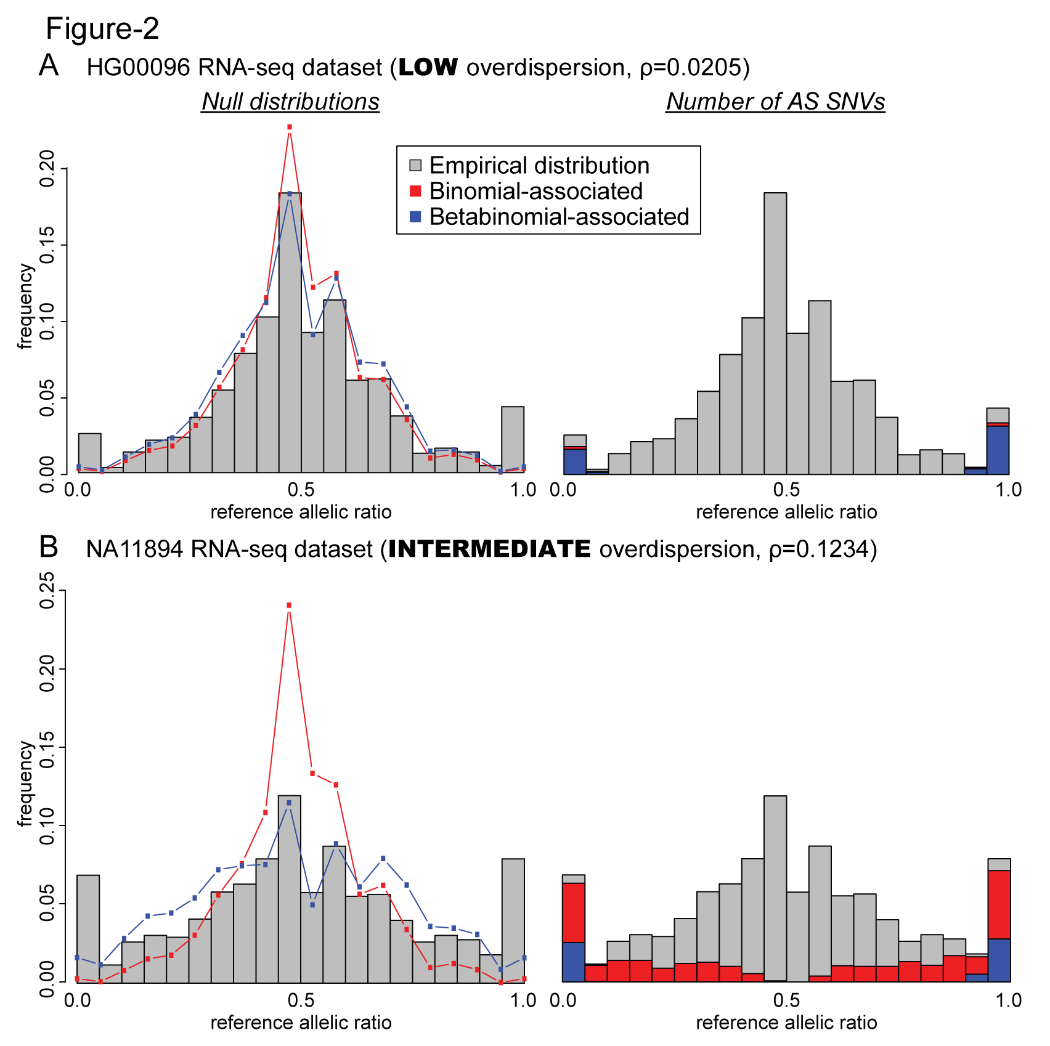 Figure-2
A HG00096 RNA-seq dataset (LOW overdispersion, ρ=0.0205)
Null distributions
Number of AS SNVs
Empirical distribution
Binomial-associated
Betabinomial-associated
frequency
0.20
0.15
0.10
0.05
0.00
0.0 0.5 1.0
reference allelic ratio
0.0 0.5 1.0
reference allelic ratio
B NA11894 RNA-seq dataset (INTERMEDIATE overdispersion, ρ=0.1234)
frequency
0.25
0.20
0.15
0.10
0.05
0.00
0.0 0.5 1.0
reference allelic ratio
0.0 0.5 1.0
reference allelic ratio